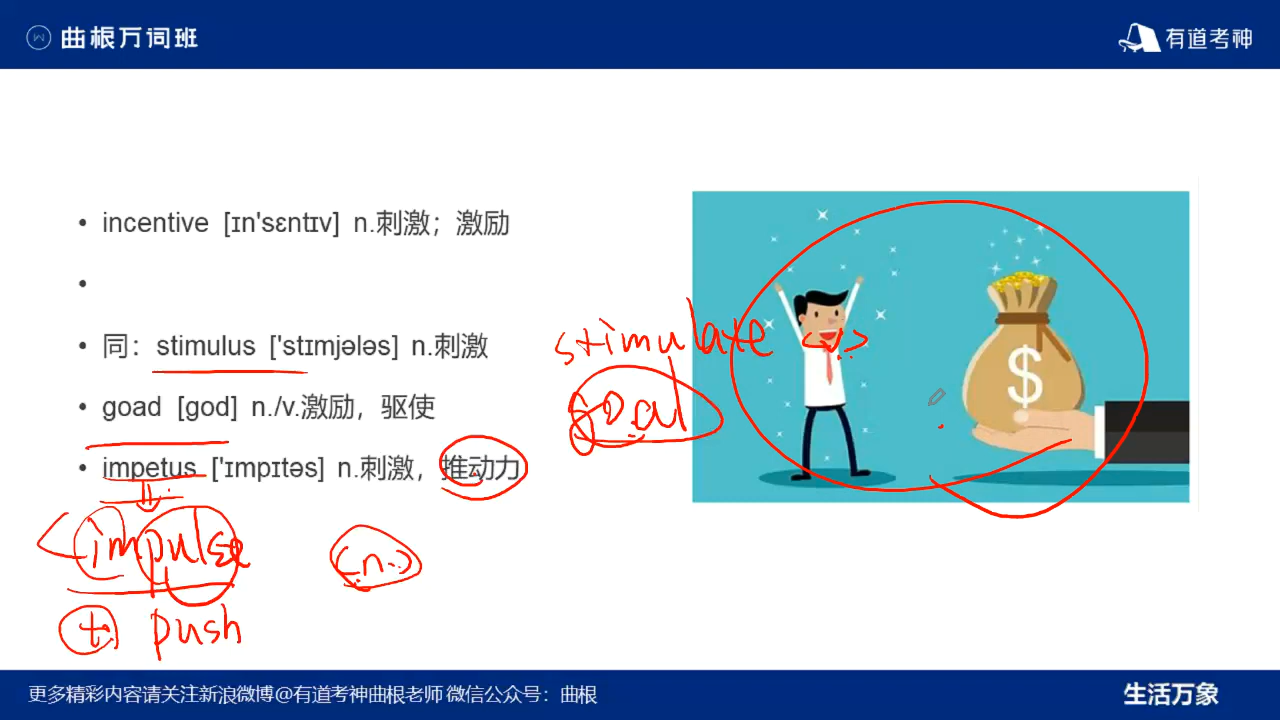 曲根万词班
有道考神
• incentive [ɪn'sɛntɪv] n.刺激；激励
•
同：stimulus ['stɪmjələs] n.刺激
• goad [god] n./v.激励，驱使
• impetus ['ɪmpɪtəs] n.刺激，推动力
stimulate <v.>
goal
$
<impulse
<n.>
+ push
更多精彩内容请关注新浪微博@有道考神曲根老师 微信公众号：曲根
生活万象